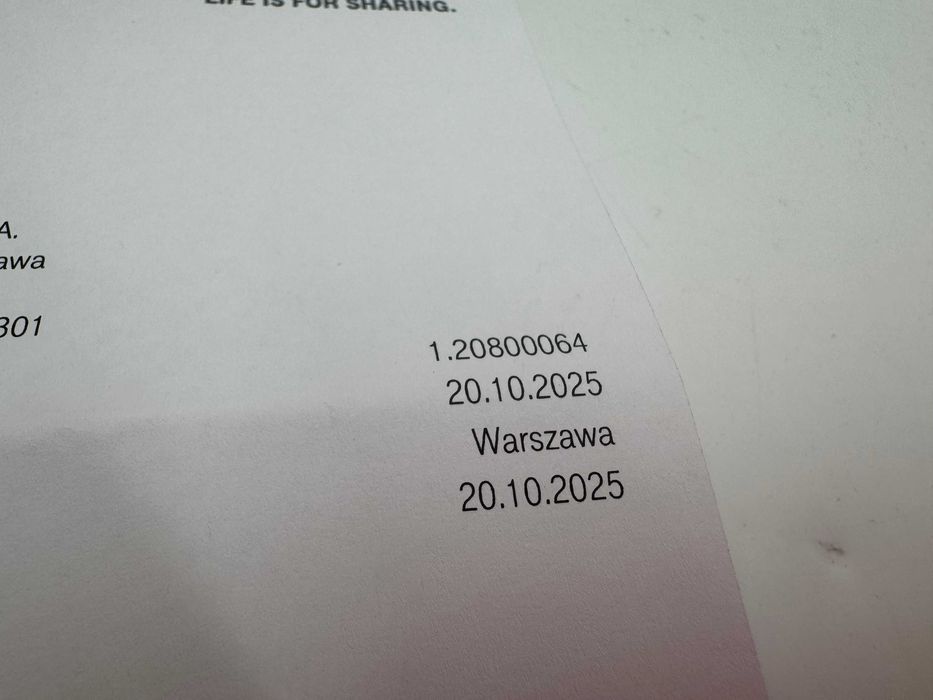 LIFE IS FOR SHARING.
A.
awa
301
1.20800064
20.10.2025
Warszawa
20.10.2025